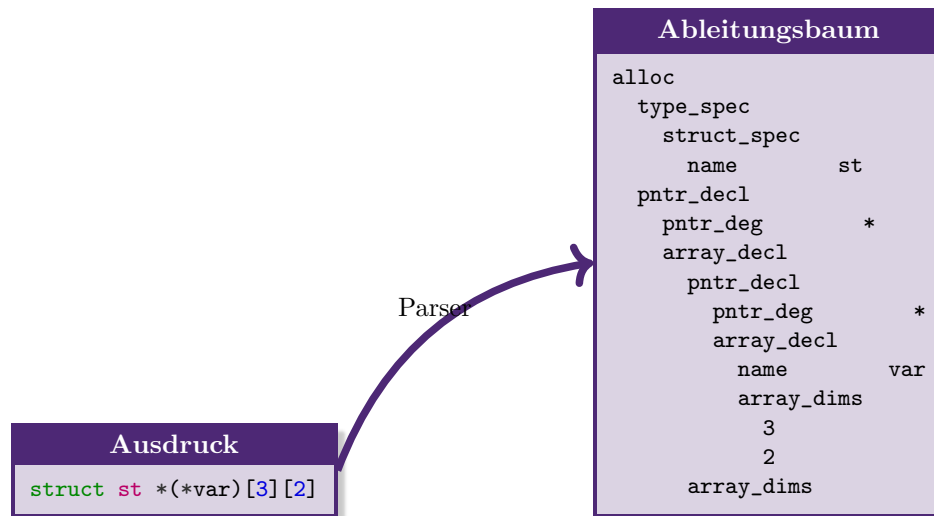 Ableitungsbaum
alloc
type_spec
struct_spec
name st
pntr_decl
pntr_deg *
array_decl
pntr_decl
pntr_deg *
array_decl
name var
array_dims
3
2
array_dims
Parser
Ausdruck
struct st *(*var)[3][2]